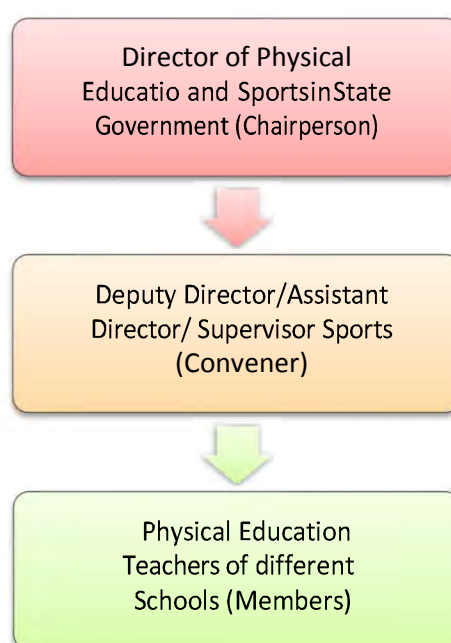 Director of Physical
Educatio and SportsinState
Government (Chairperson)
Deputy Director/Assistant
Director/ Supervisor Sports
(Convener)
Physical Education
Teachers of different
Schools (Members)